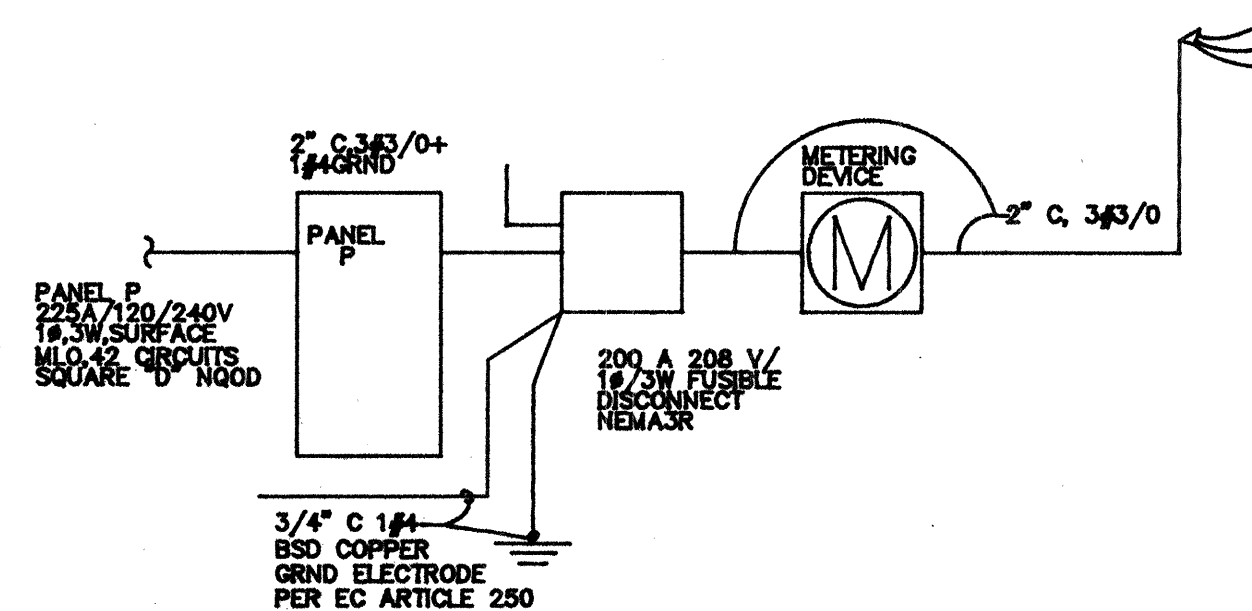 2" C,3#3/0+
1#4GRND
METERING
DEVICE
M
2" C, 3#3/0
PANEL
P
PANEL P
225A/120/240V
1ø,3W,SURFACE
MLO,42 CIRCUITS
SQUARE "D" NQOD
200 A 208 V/
1ø/3W FUSIBLE
DISCONNECT
NEMA3R
3/4" C 1#4
BSD COPPER
GRND ELECTRODE
PER EC ARTICLE 250